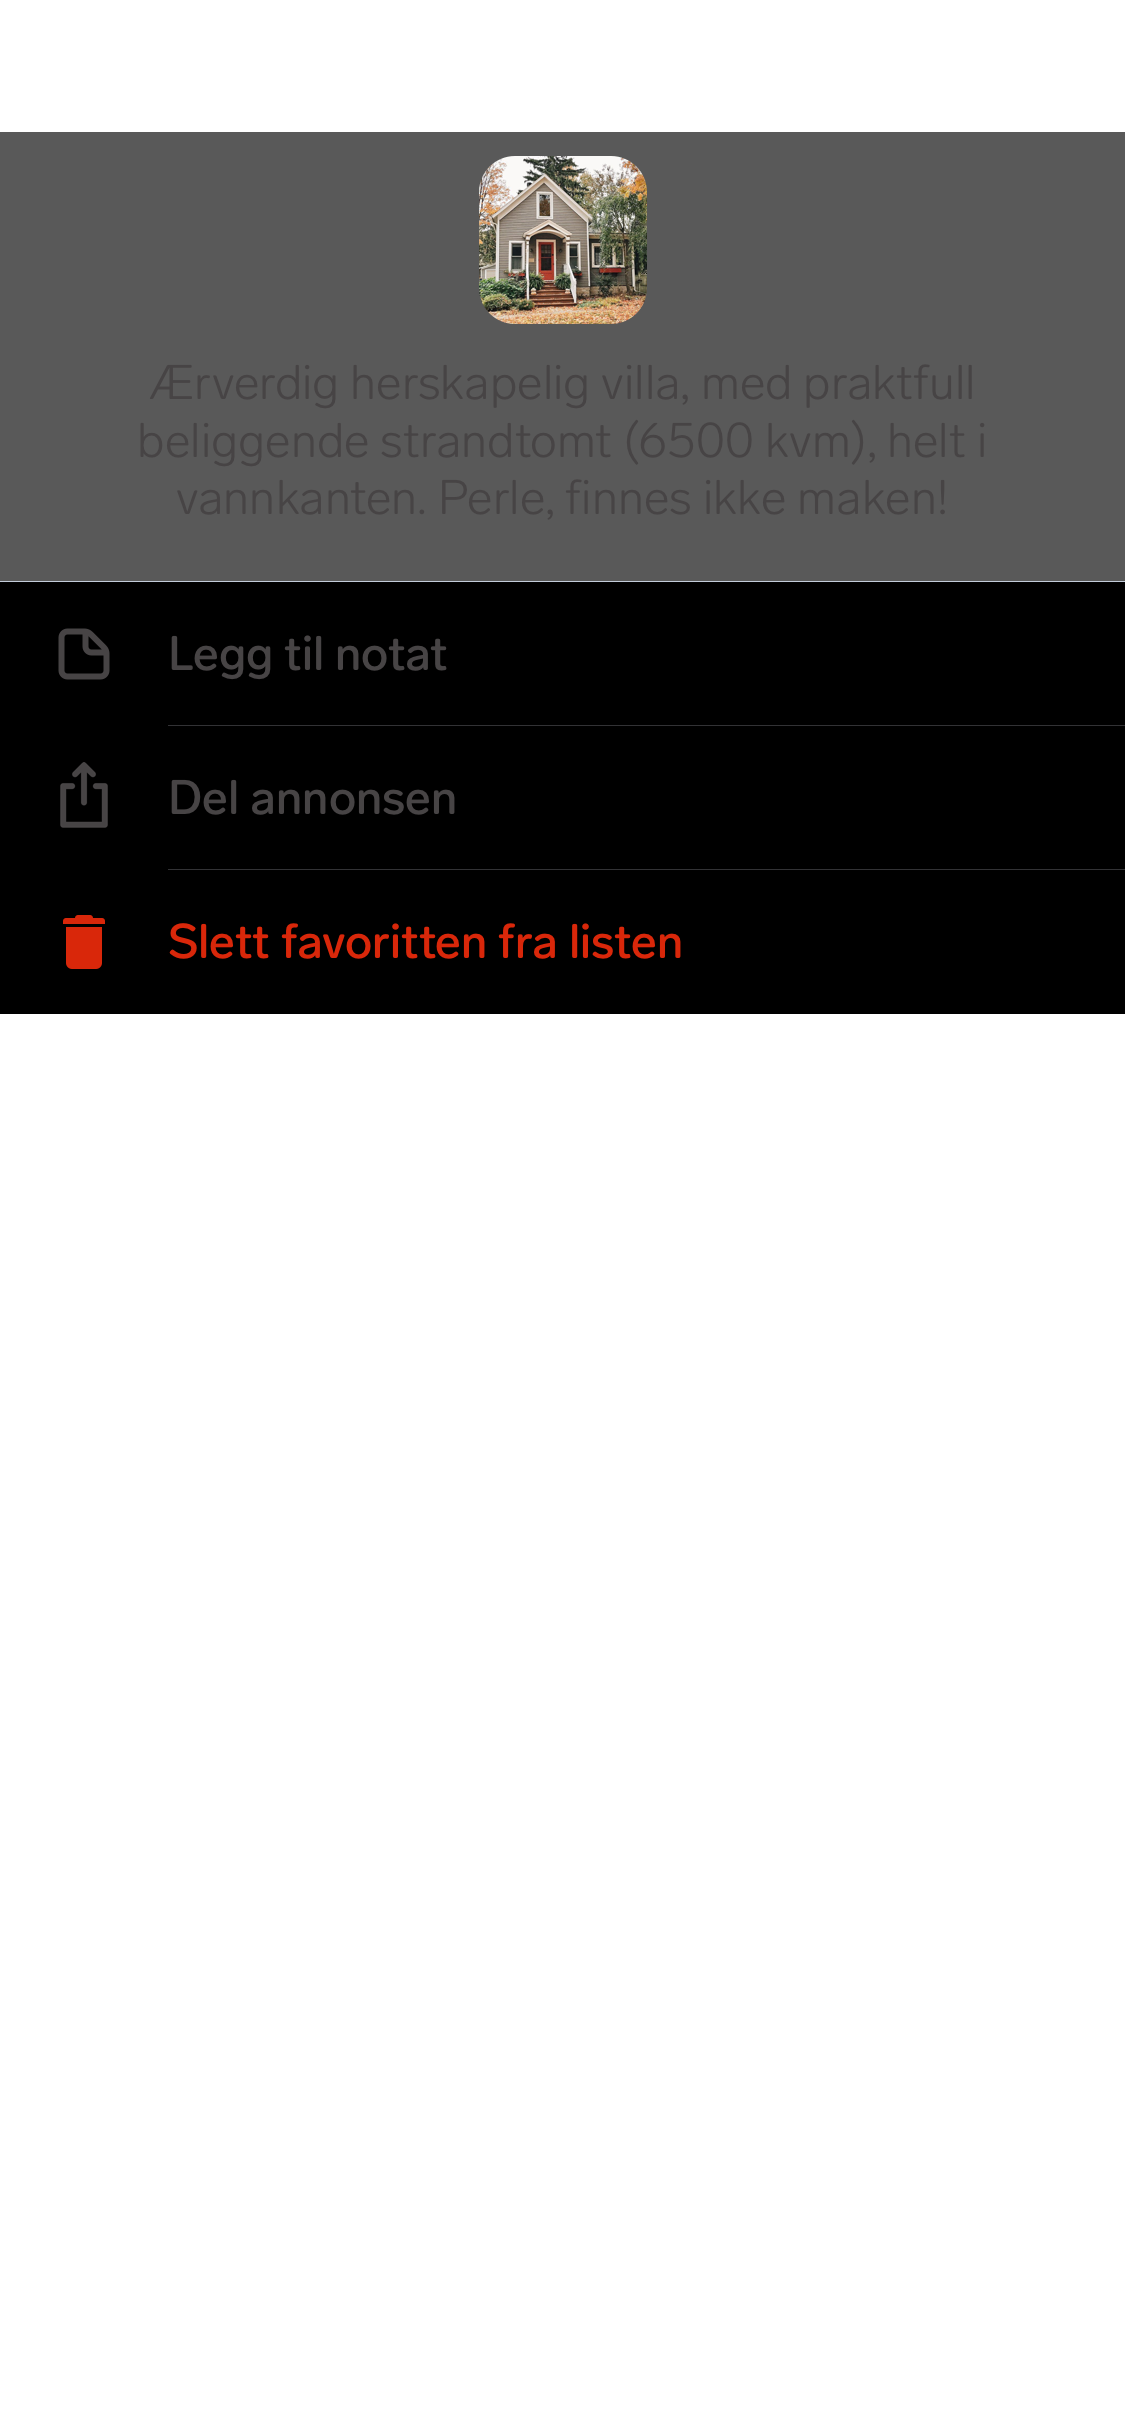 Ærverdig herskapelig villa, med praktfull
beliggende strandtomt (6500 kvm), helt i
vannkanten. Perle, finnes ikke maken!
Legg til notat
Del annonsen
Slett favoritten fra listen